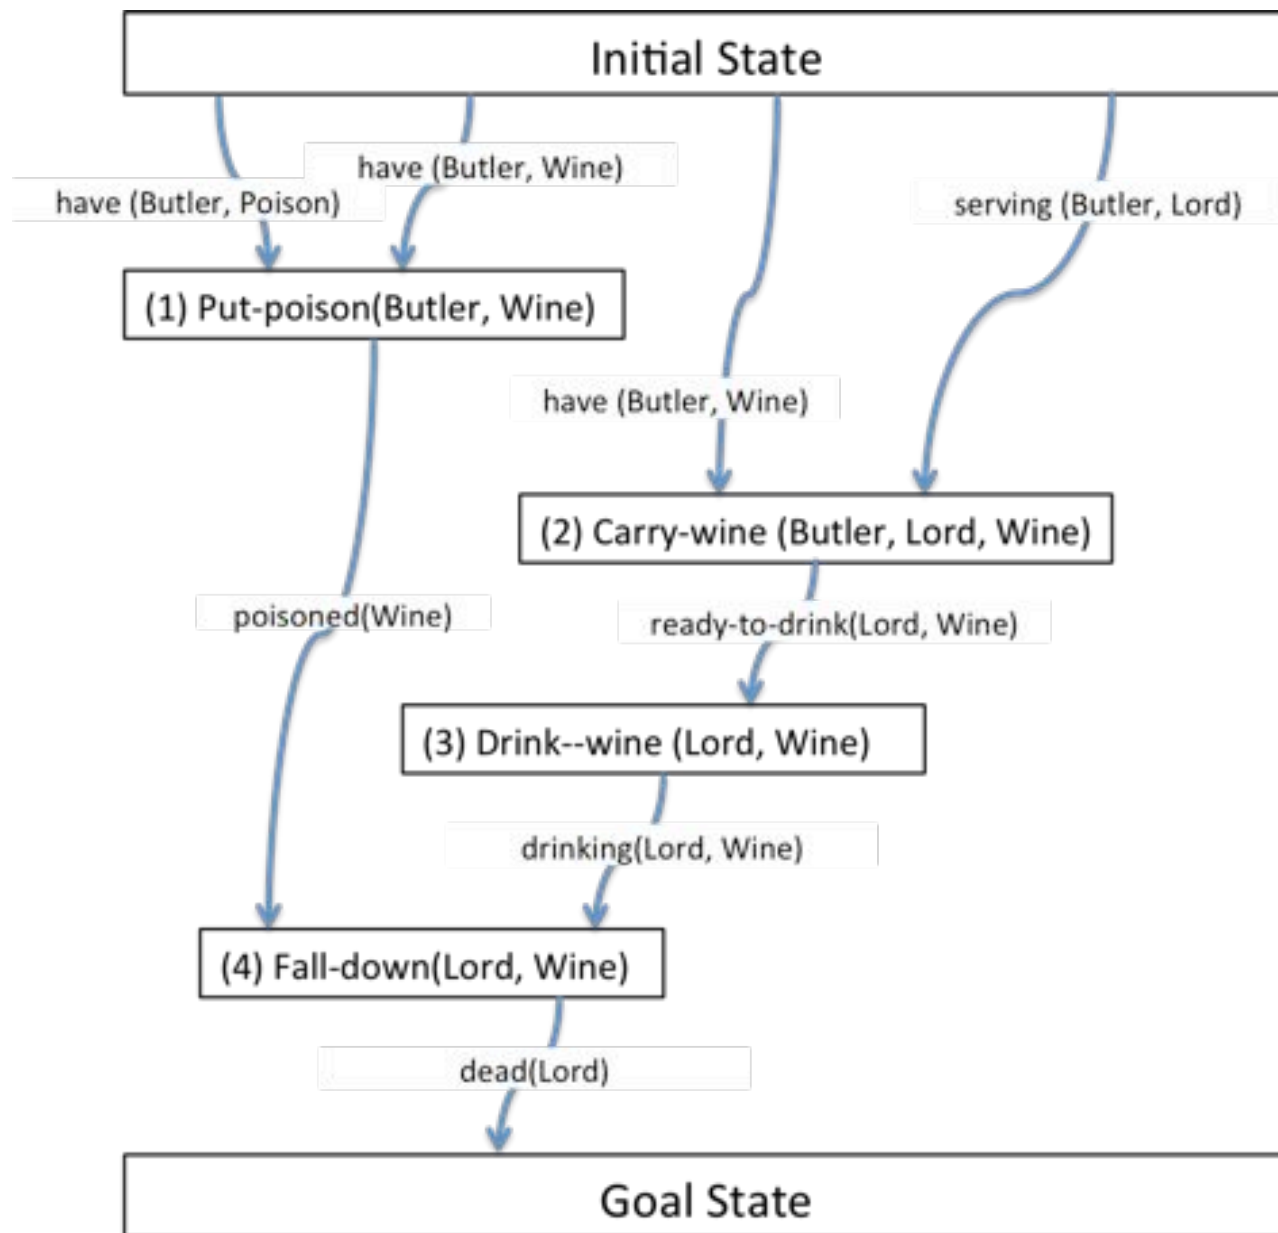 Initial State
have (Butler, Wine)
have (Butler, Poison)
serving (Butler, Lord)
(1) Put-poison(Butler, Wine)
have (Butler, Wine)
(2) Carry-wine (Butler, Lord, Wine)
poisoned(Wine)
ready-to-drink(Lord, Wine)
(3) Drink--wine (Lord, Wine)
drinking(Lord, Wine)
(4) Fall-down(Lord, Wine)
dead(Lord)
Goal State